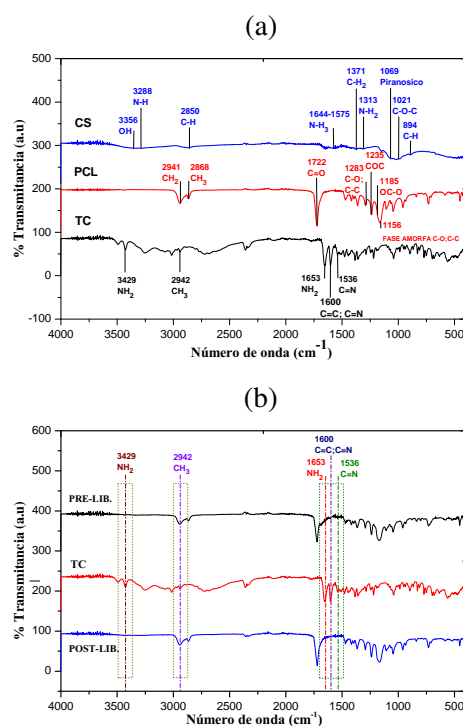 (a)
% Transmitancia (a.u)
500
400
300
200
100
0
-100
CS
3288
N-H
3356
OH
2850
C-H
1371
C-H2
1069
Piranosico
1644-1575
N-H3
1313
N-H2
1021
C-O-C
894
C-H
PCL
2941
CH2
2868
CH3
1722
C=O
1235
COC
1283
C-O;
C-C
1185
OC-O
1156
FASE AMORFA C-O;C-C
TC
3429
NH2
2942
CH3
1653
NH2
1536
C=N
1600
C=C; C=N
4000
3500
3000
2500
2000
1500
1000
500
Número de onda (cm-1)
(b)
% Transmitancia (a.u)
600
500
400
300
200
100
0
3429
NH2
2942
CH3
1600
C=C;C=N
1653
NH2
1536
C=N
PRE-LIB.
TC
POST-LIB.
4000
3500
3000
2500
2000
1500
1000
500
Número de onda (cm-1)